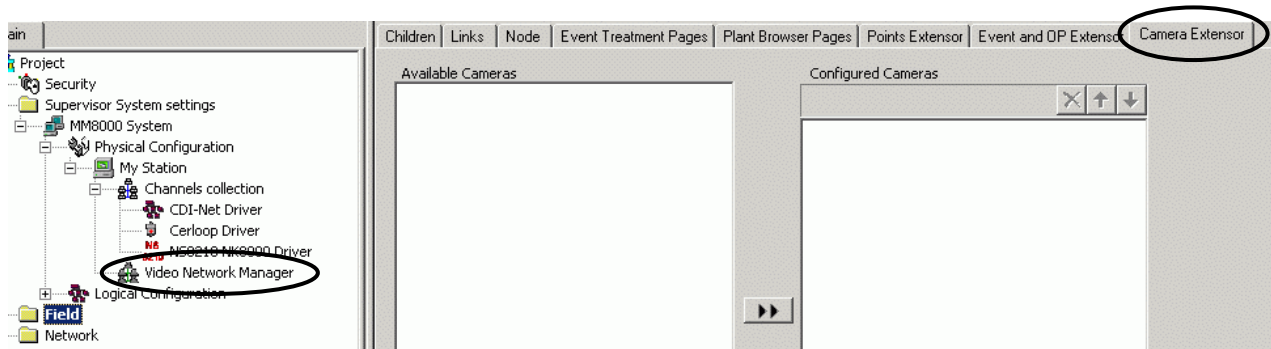 ain
Project
Security
Supervisor System settings
MM8000 System
Physical Configuration
My Station
Channels collection
CDI-Net Driver
Cerloop Driver
NS8210 NK8000 Driver
Video Network Manager
Logical Configuration
Field
Network
Children Links Node Event Treatment Pages Plant Browser Pages Points Extensor Event and OP Extensor Camera Extensor
Available Cameras
Configured Cameras